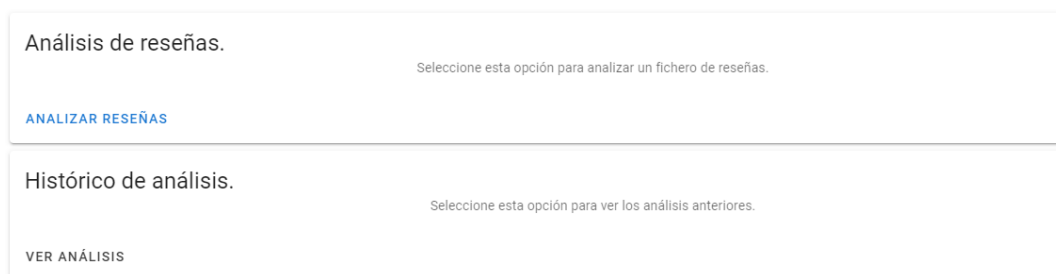 Análisis de reseñas.
Seleccione esta opción para analizar un fichero de reseñas.
ANALIZAR RESEÑAS
Histórico de análisis.
Seleccione esta opción para ver los análisis anteriores.
VER ANÁLISIS